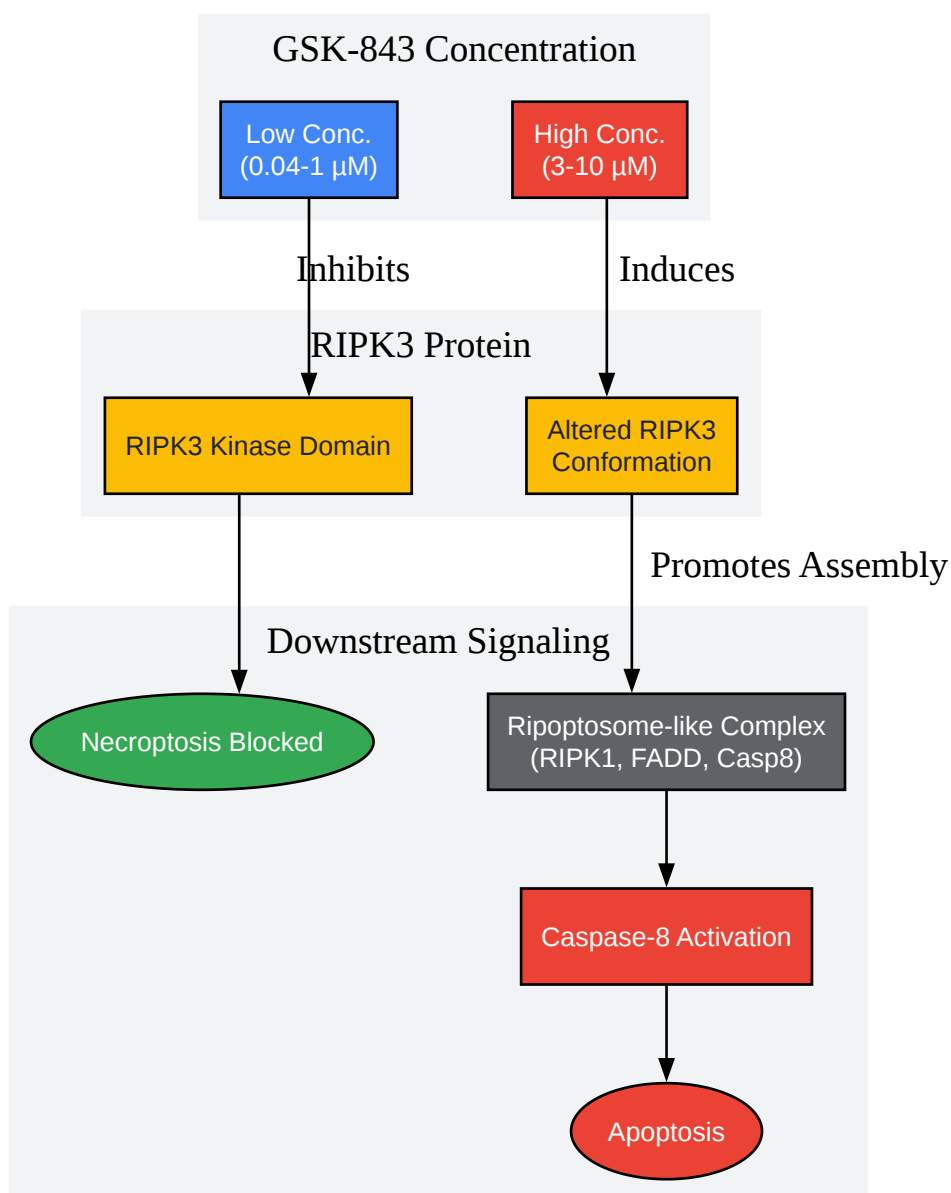 GSK-843 Concentration
Low Conc.
(0.04-1 µM)
High Conc.
(3-10 µM)
Inhibits
Induces
RIPK3 Protein
RIPK3 Kinase Domain
Altered RIPK3
Conformation
Promotes Assembly
Downstream Signaling
Necroptosis Blocked
Ripoptosome-like Complex
(RIPK1, FADD, Casp8)
Caspase-8 Activation
Apoptosis